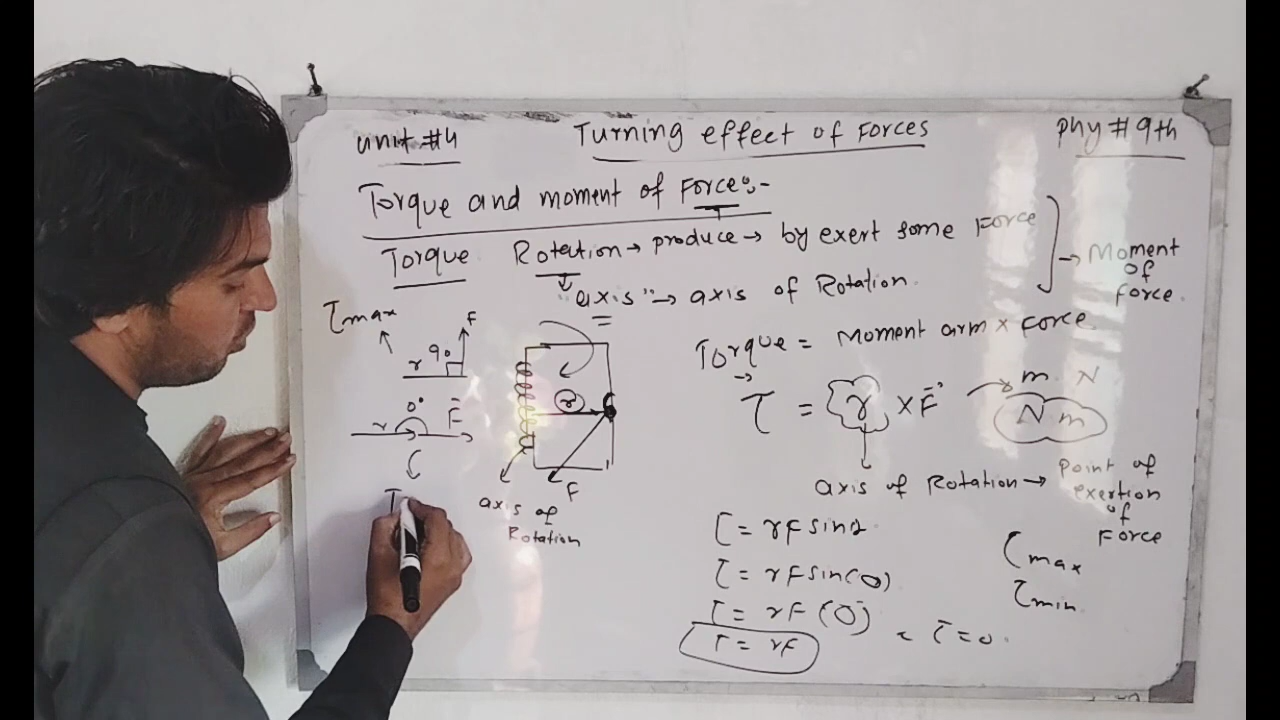 unit #4
Turning effect of Forces
phy # 9th
Torque and moment of Force:-
Torque Rotation → produce → by exert some Force
"axis" → axis of Rotation.
→ Moment
of
force.
τmax
F
r 90
0°
r F
T
r
F
axis of
Rotation
Torque = Moment arm × Force
τ = r × F
m N
N m
axis of Rotation → point of
exertion
of
Force
τ = rF sinα
τ = rF sin(0)
τ = rF (0)
τ = 0.
τ = rF
τmax
τmin